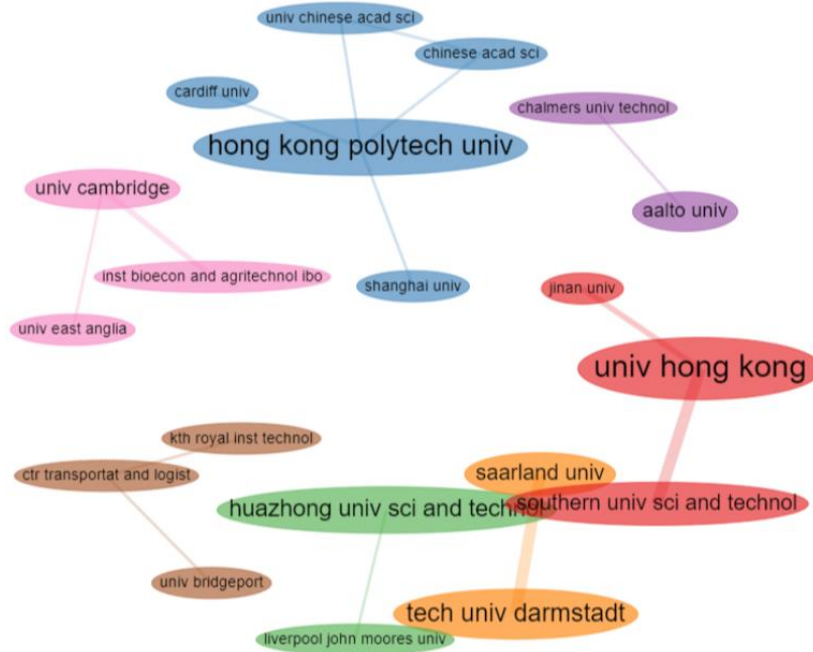 univ chinese acad sci
chinese acad sci
cardiff univ
chalmers univ technol
hong kong polytech univ
univ cambridge
aalto univ
inst bioecon and agritechnol ibo
shanghai univ
jinan univ
univ east anglia
univ hong kong
kth royal inst technol
ctr transportat and logist
saarland univ
huazhong univ sci and technol
southern univ sci and technol
univ bridgeport
tech univ darmstadt
liverpool john moores univ